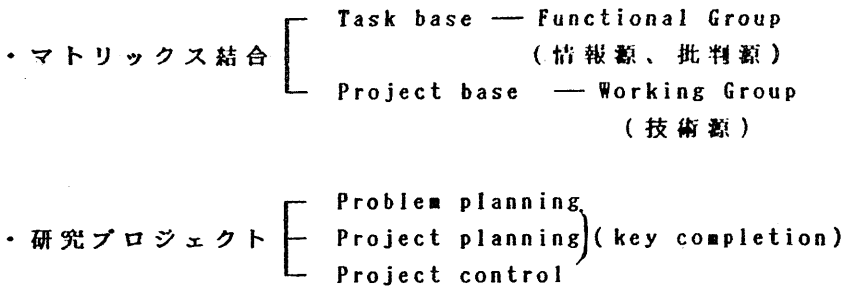 Task base — Functional Group
・マトリックス結合 (情報源、批判源)
Project base — Working Group
(技術源)
Problem planning
・研究プロジェクト Project planning (key completion)
Project control